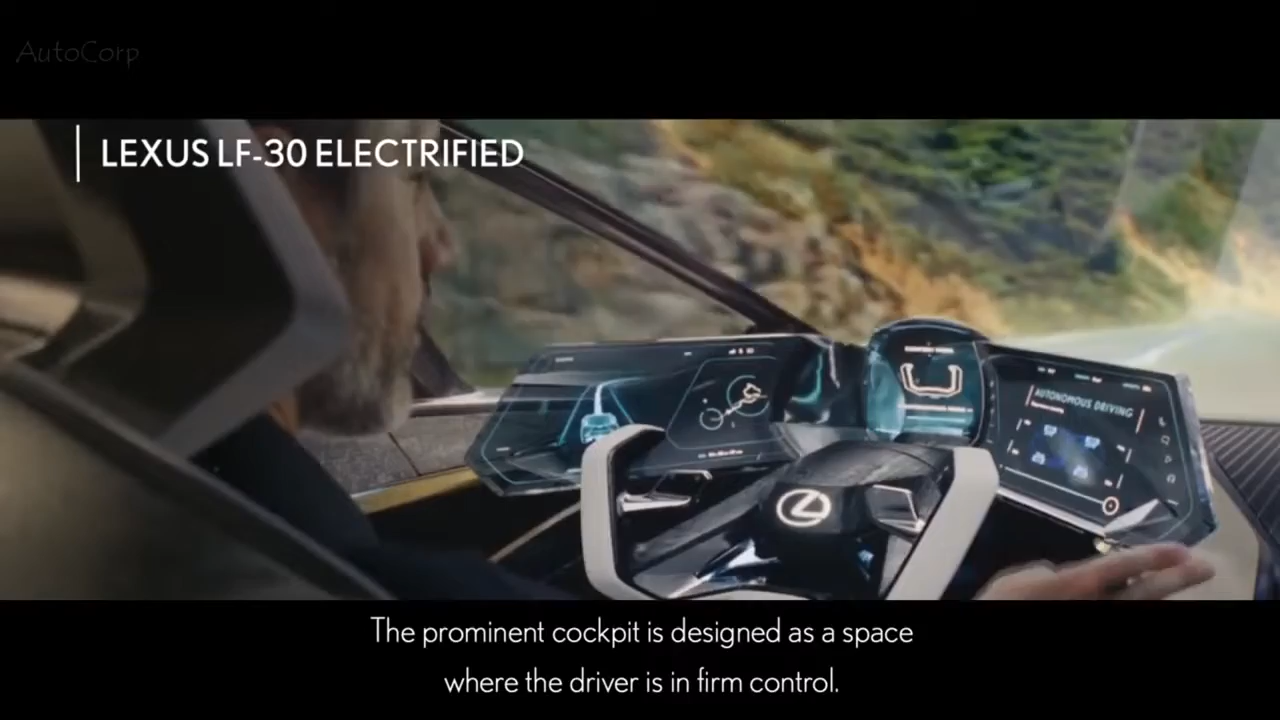 AutoCorp
LEXUS LF-30 ELECTRIFIED
AUTONOMOUS DRIVING
The prominent cockpit is designed as a space
where the driver is in firm control.